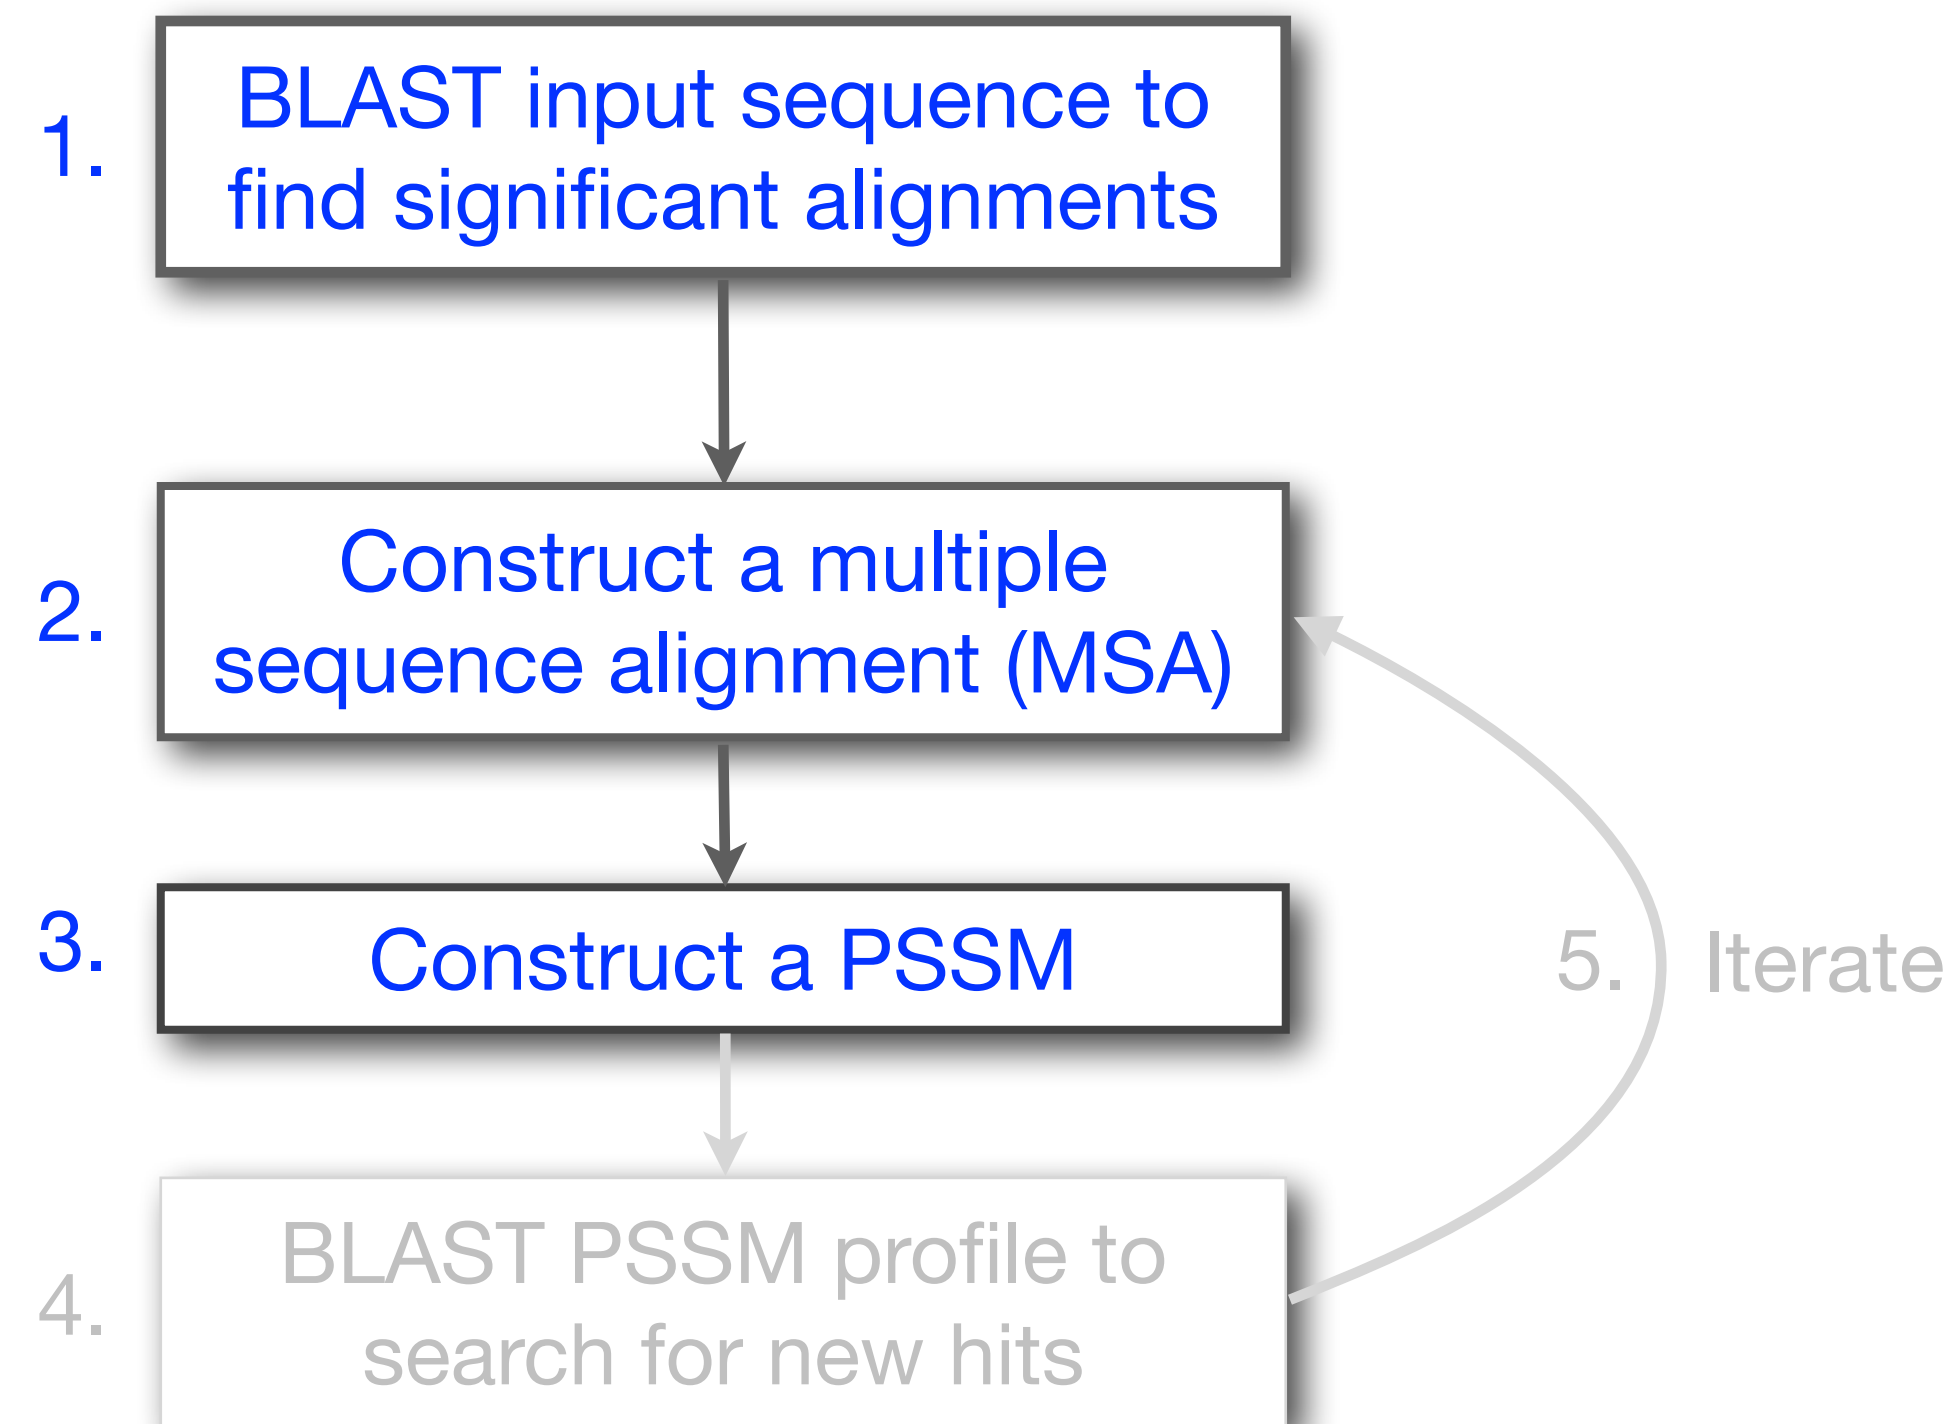 1.
BLAST input sequence to
find significant alignments
2.
Construct a multiple
sequence alignment (MSA)
3.
Construct a PSSM
5. Iterate
4.
BLAST PSSM profile to
search for new hits